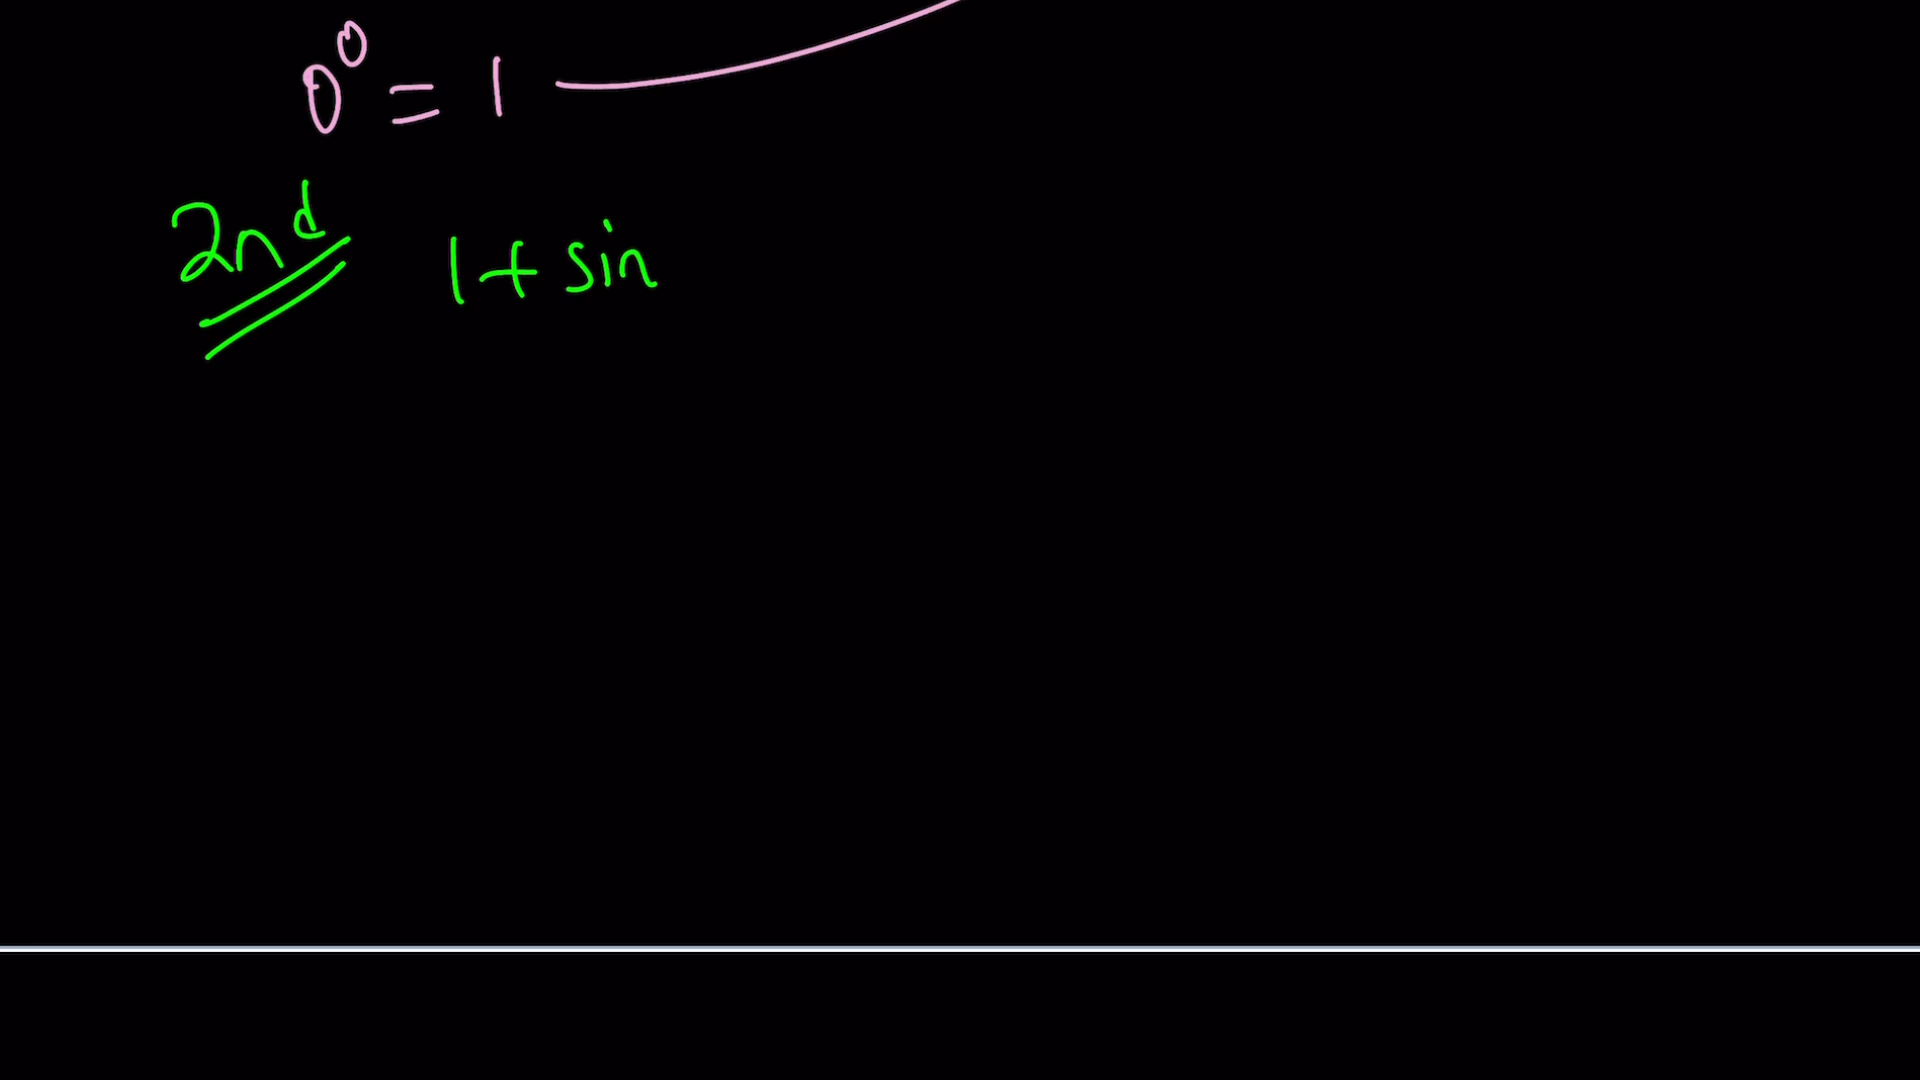 0⁰ = 1
2nd 1 + sin